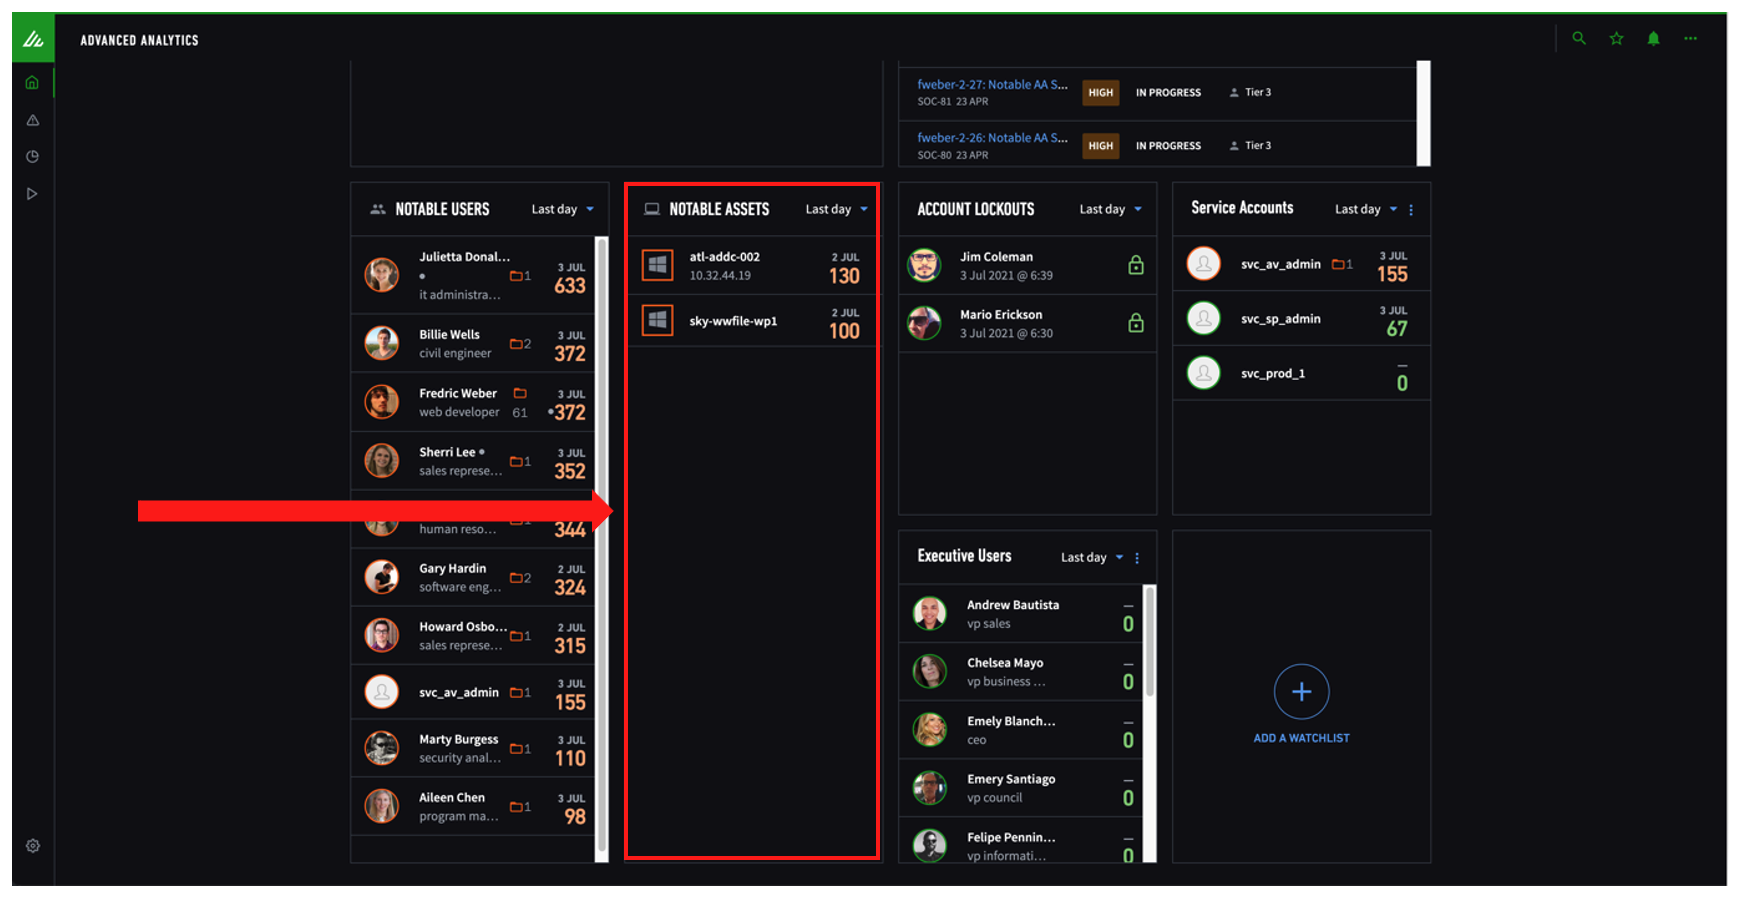 ADVANCED ANALYTICS
fweber-2-27: Notable AA S...
SOC-81 23 APR
HIGH
IN PROGRESS
Tier 3
fweber-2-26: Notable AA S...
SOC-80 23 APR
HIGH
IN PROGRESS
Tier 3
NOTABLE USERS
Last day
Julietta Donal...
it administra...
1
3 JUL
633
Billie Wells
civil engineer
2
3 JUL
372
Fredric Weber
web developer
61
3 JUL
372
Sherri Lee
sales represe...
1
3 JUL
352
human reso...
344
Gary Hardin
software eng...
2
2 JUL
324
Howard Osbo...
sales represe...
1
2 JUL
315
svc_av_admin
1
3 JUL
155
Marty Burgess
security anal...
1
3 JUL
110
Aileen Chen
program ma...
1
3 JUL
98
NOTABLE ASSETS
Last day
atl-addc-002
10.32.44.19
2 JUL
130
sky-wwfile-wp1
2 JUL
100
ACCOUNT LOCKOUTS
Last day
Jim Coleman
3 Jul 2021 @ 6:39
Mario Erickson
3 Jul 2021 @ 6:30
Service Accounts
Last day
svc_av_admin
1
3 JUL
155
svc_sp_admin
3 JUL
67
svc_prod_1
—
0
Executive Users
Last day
Andrew Bautista
vp sales
—
0
Chelsea Mayo
vp business ...
—
0
Emely Blanch...
ceo
—
0
Emery Santiago
vp council
—
0
Felipe Pennin...
vp informati...
—
0
ADD A WATCHLIST